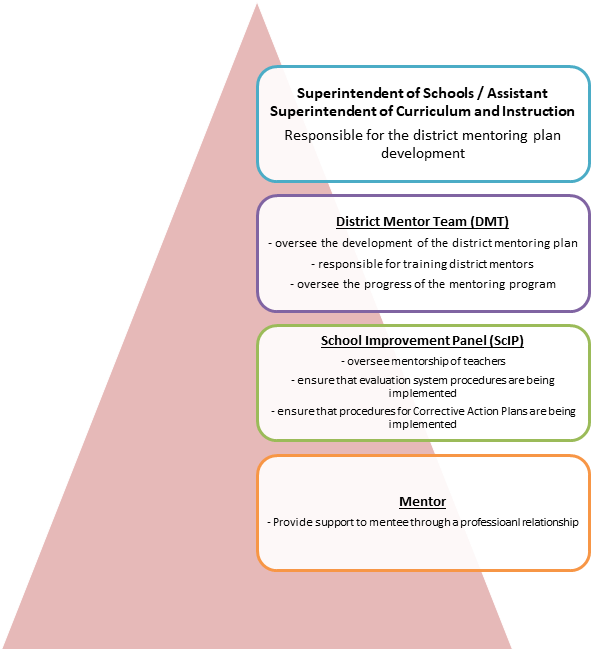 Superintendent of Schools / Assistant
Superintendent of Curriculum and Instruction
Responsible for the district mentoring plan
development
District Mentor Team (DMT)
- oversee the development of the district mentoring plan
- responsible for training district mentors
- oversee the progress of the mentoring program
School Improvement Panel (ScIP)
- oversee mentorship of teachers
- ensure that evaluation system procedures are being
implemented
- ensure that procedures for Corrective Action Plans are being
implemented
Mentor
- Provide support to mentee through a professioanl relationship